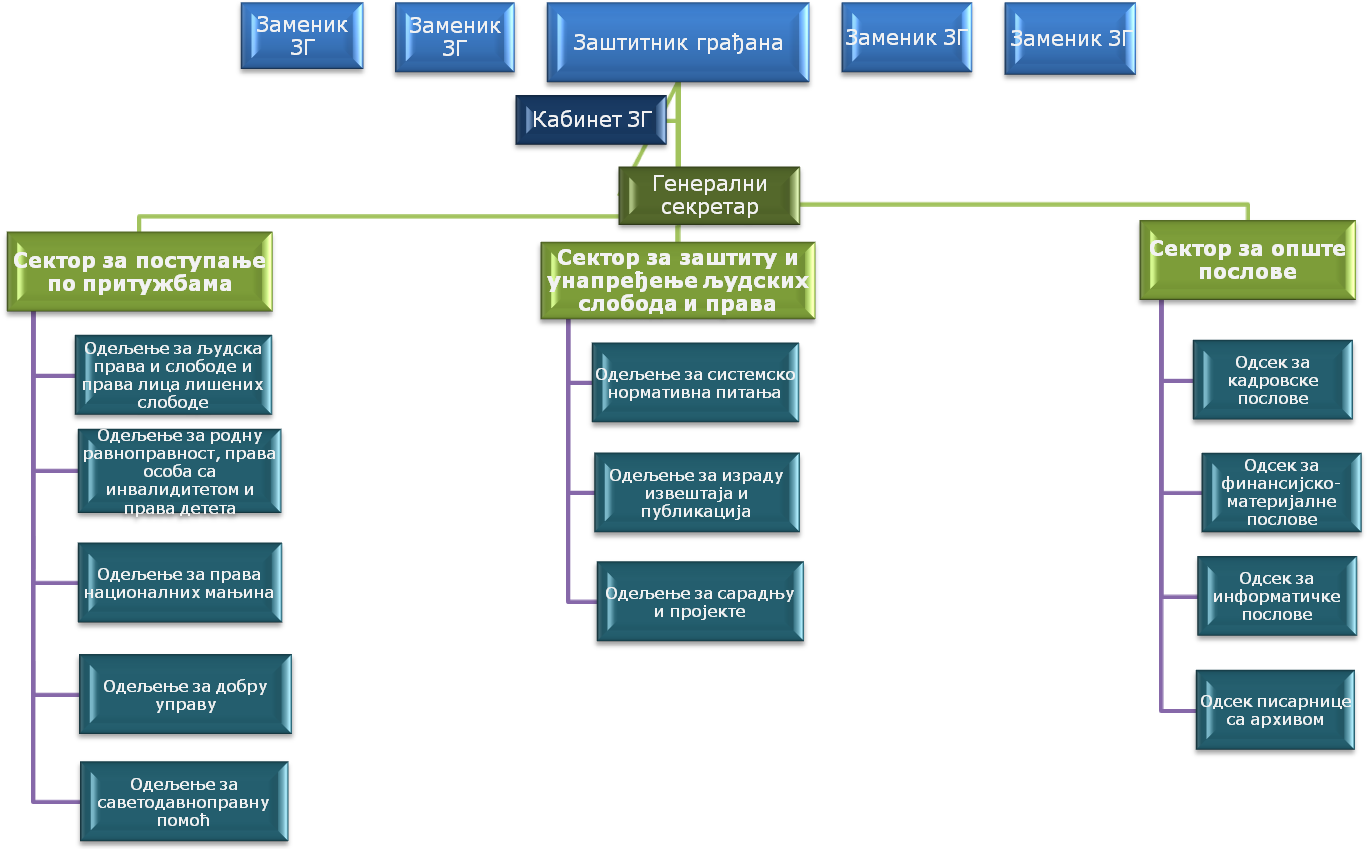 Заменик
ЗГ
Заменик
ЗГ
Заштитник грађана
Заменик ЗГ
Заменик ЗГ
Кабинет ЗГ
Генерални
секретар
Сектор за поступање
по притужбама
Одељење за људска
права и слободе и
права лица лишених
слободе
Одељење за родну
равноправност, права
особа са
инвалидитетом и
права детета
Одељење за права
националних мањина
Одељење за добру
управу
Одељење за
саветодавноправну
помоћ
Сектор за заштиту и
унапређење људских
слобода и права
Одељење за системско
нормативна питања
Одељење за израду
извештаја и
публикација
Одељење за сарадњу
и пројекте
Сектор за опште
послове
Одсек за
кадровске
послове
Одсек за
финансијско-
материјалне
послове
Одсек за
информатичке
послове
Одсек писарнице
са архивом